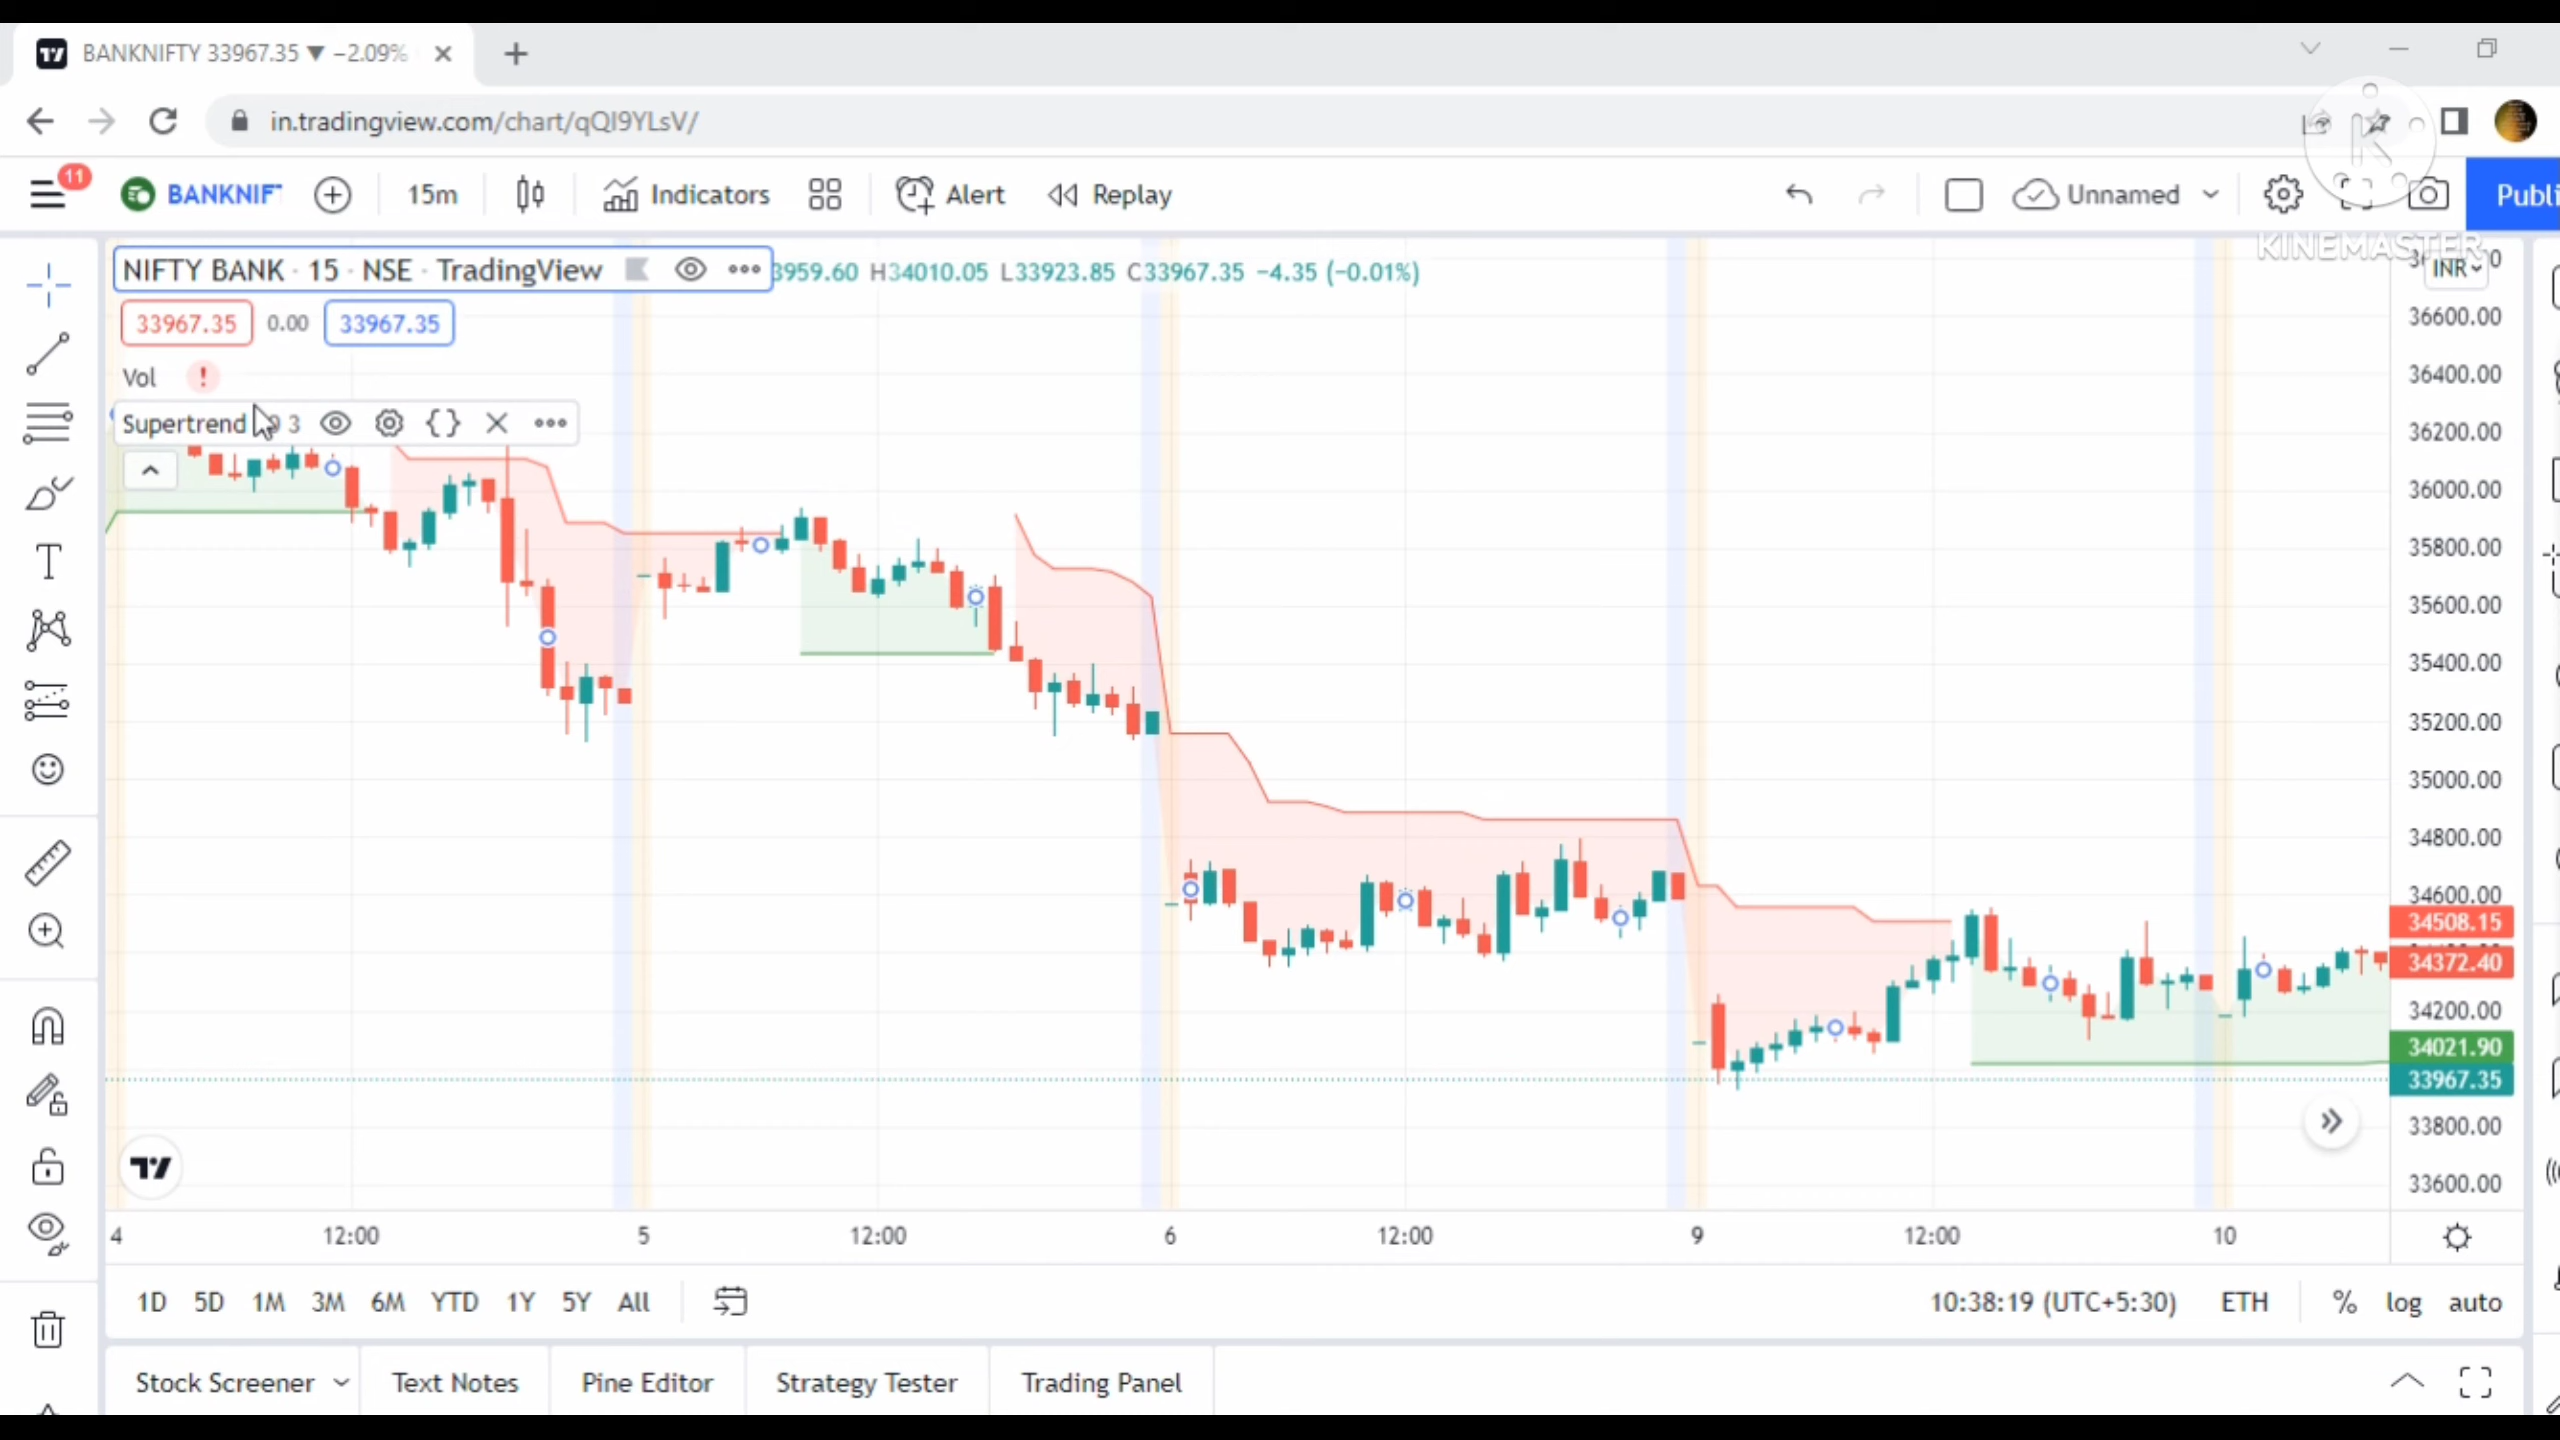 BANKNIFTY 33967.35 ▼ −2.09%
in.tradingview.com/chart/qQI9YLsV/
11
BANKNIF
15m
Indicators
Alert
Replay
Unnamed
Publi
KINEMASTER
NIFTY BANK · 15 · NSE · TradingView
3959.60 H34010.05 L33923.85 C33967.35 −4.35 (−0.01%)
INR
33967.35 0.00 33967.35
Vol
Supertrend 3
36600.00
36400.00
36200.00
36000.00
35800.00
35600.00
35400.00
35200.00
35000.00
34800.00
34600.00
34508.15
34372.40
34200.00
34021.90
33967.35
33800.00
33600.00
4 12:00 5 12:00 6 12:00 9 12:00 10
1D 5D 1M 3M 6M YTD 1Y 5Y All
10:38:19 (UTC+5:30) ETH % log auto
Stock Screener Text Notes Pine Editor Strategy Tester Trading Panel